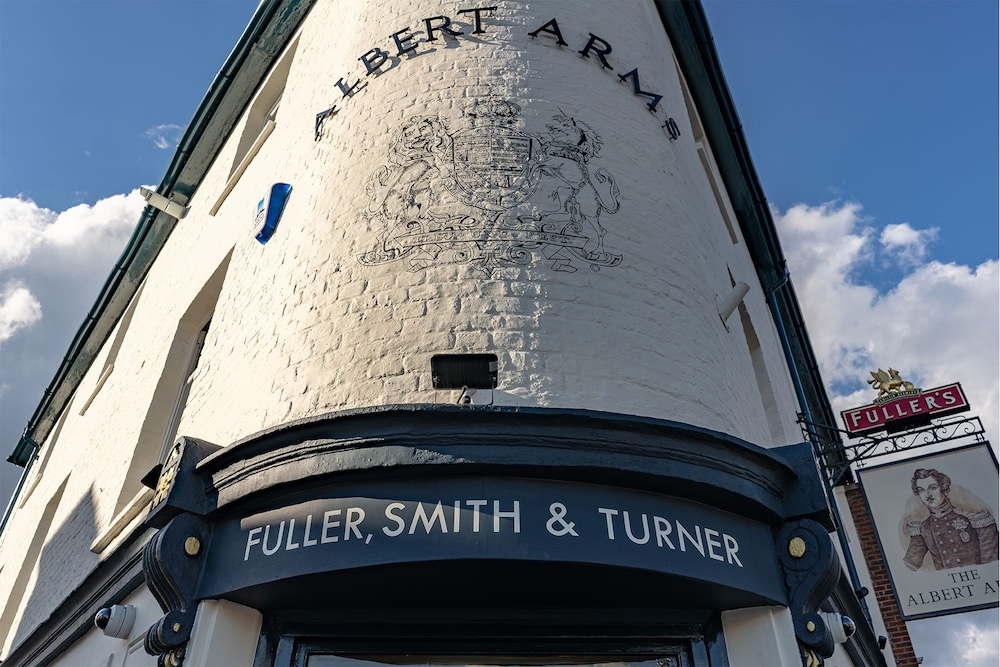 ALBERT ARMS
FULLER, SMITH & TURNER
FULLER'S
THE
ALBERT A